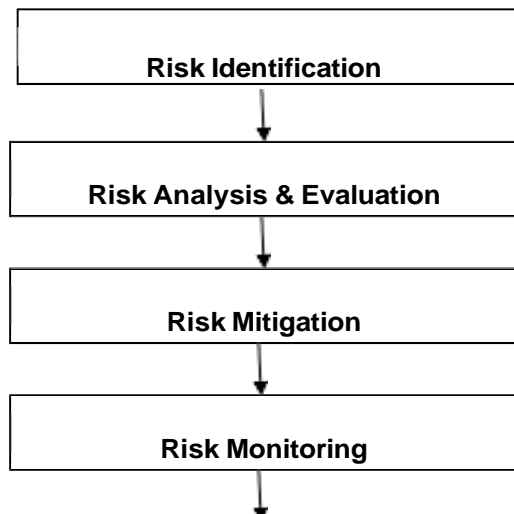 Risk Identification
Risk Analysis & Evaluation
Risk Mitigation
Risk Monitoring